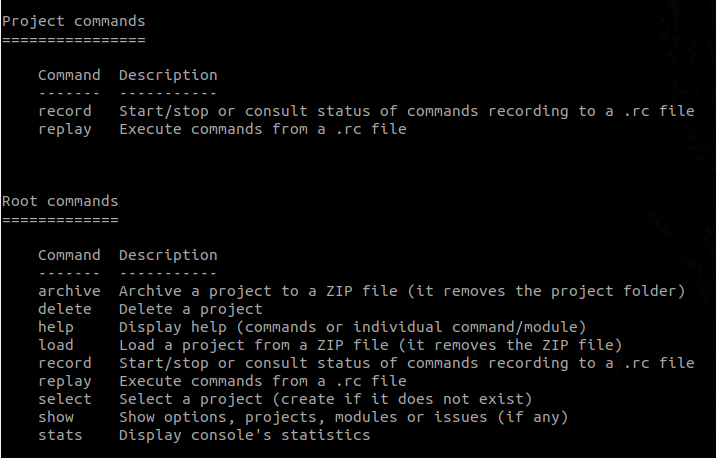 Project commands
================
Command  Description
-------  -----------
record   Start/stop or consult status of commands recording to a .rc file
replay   Execute commands from a .rc file
Root commands
=============
Command  Description
-------  -----------
archive  Archive a project to a ZIP file (it removes the project folder)
delete   Delete a project
help     Display help (commands or individual command/module)
load     Load a project from a ZIP file (it removes the ZIP file)
record   Start/stop or consult status of commands recording to a .rc file
replay   Execute commands from a .rc file
select   Select a project (create if it does not exist)
show     Show options, projects, modules or issues (if any)
stats    Display console's statistics